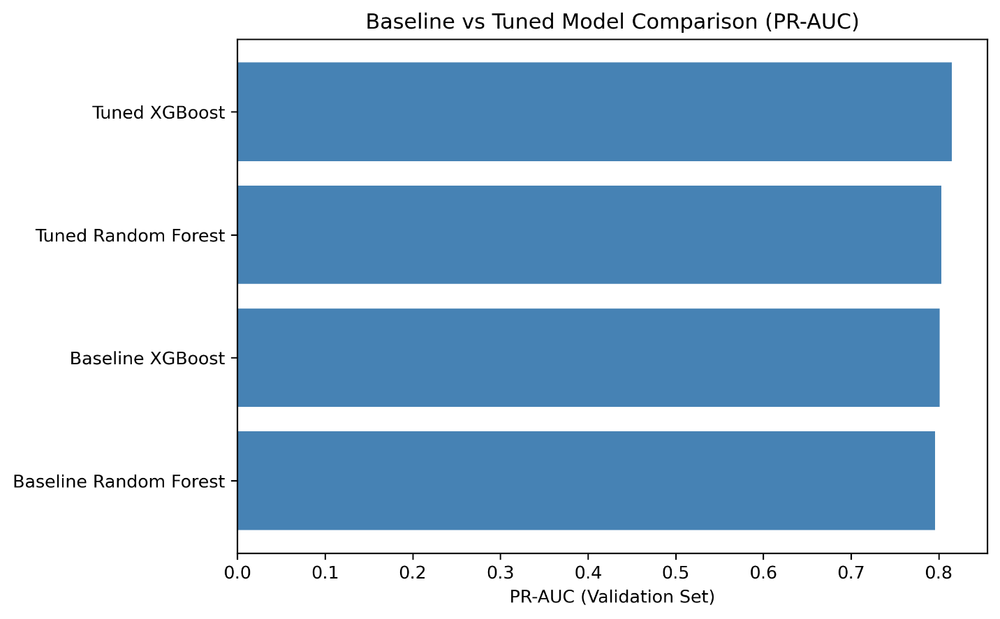 Baseline vs Tuned Model Comparison (PR-AUC)
Tuned XGBoost
Tuned Random Forest
Baseline XGBoost
Baseline Random Forest
0.0 0.1 0.2 0.3 0.4 0.5 0.6 0.7 0.8
PR-AUC (Validation Set)